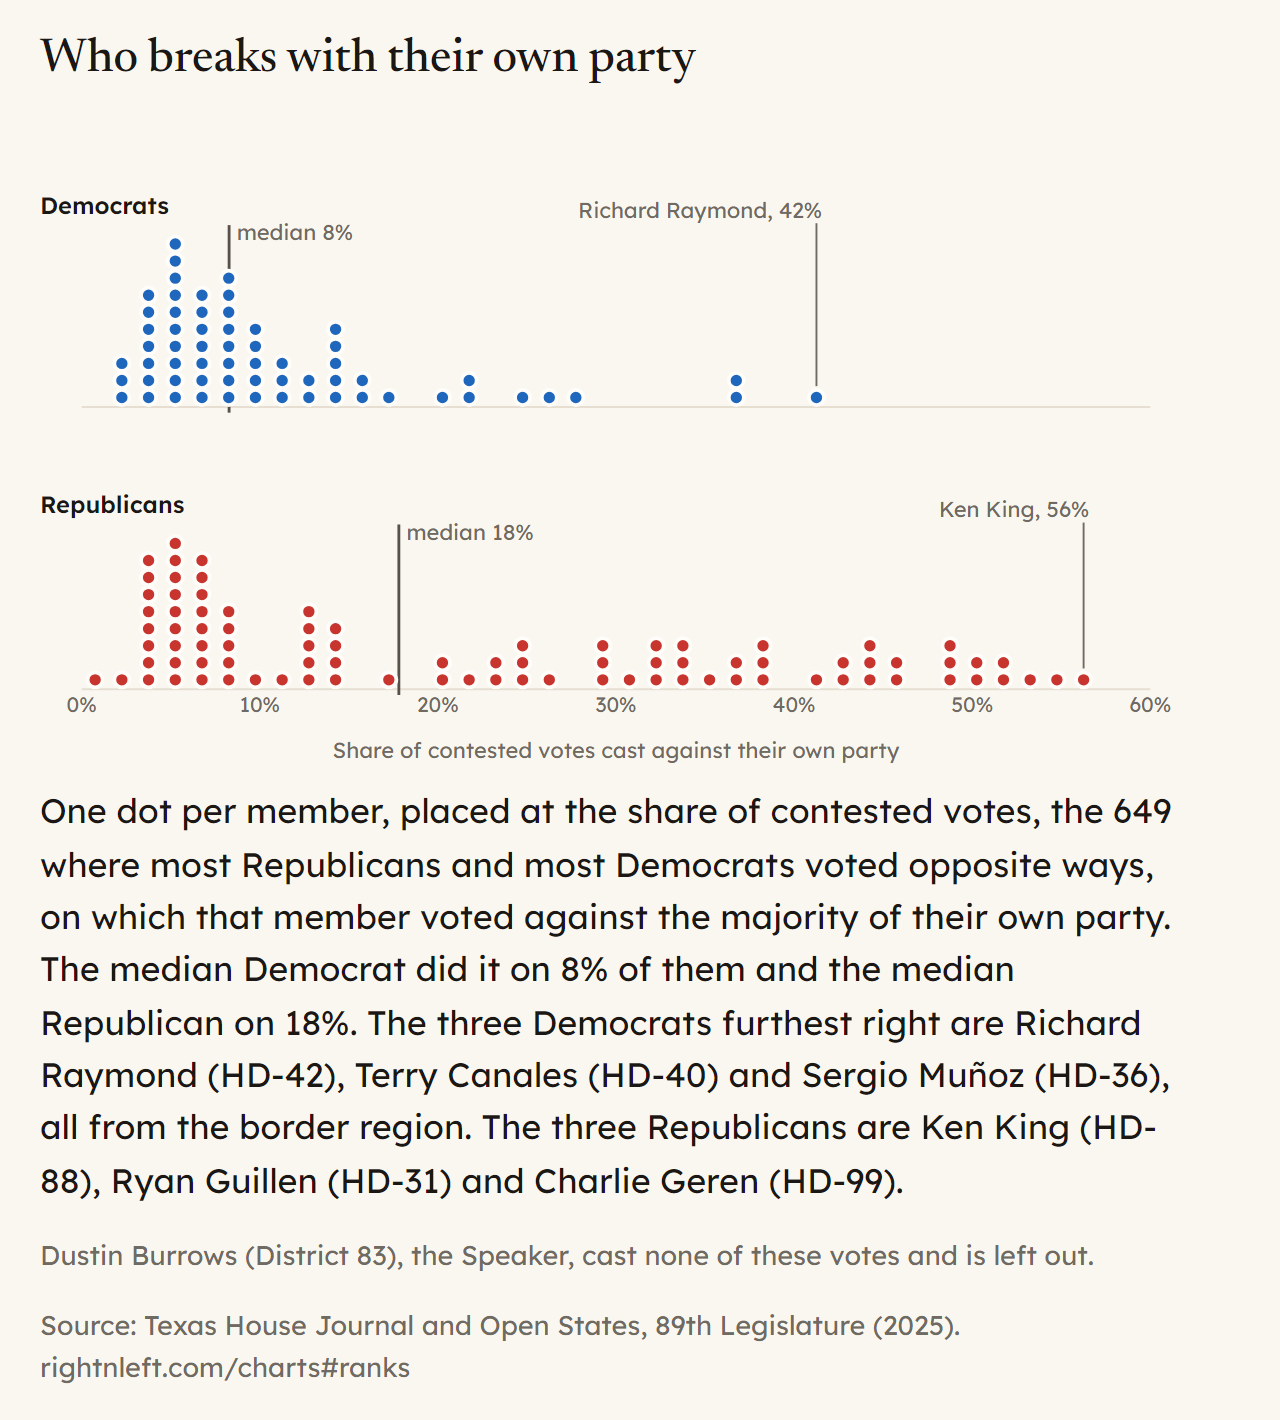 Who breaks with their own party
Democrats
Richard Raymond, 42%
median 8%
Republicans
Ken King, 56%
median 18%
0% 10% 20% 30% 40% 50% 60%
Share of contested votes cast against their own party
One dot per member, placed at the share of contested votes, the 649
where most Republicans and most Democrats voted opposite ways,
on which that member voted against the majority of their own party.
The median Democrat did it on 8% of them and the median
Republican on 18%. The three Democrats furthest right are Richard
Raymond (HD-42), Terry Canales (HD-40) and Sergio Muñoz (HD-36),
all from the border region. The three Republicans are Ken King (HD-
88), Ryan Guillen (HD-31) and Charlie Geren (HD-99).
Dustin Burrows (District 83), the Speaker, cast none of these votes and is left out.
Source: Texas House Journal and Open States, 89th Legislature (2025).
rightnleft.com/charts#ranks